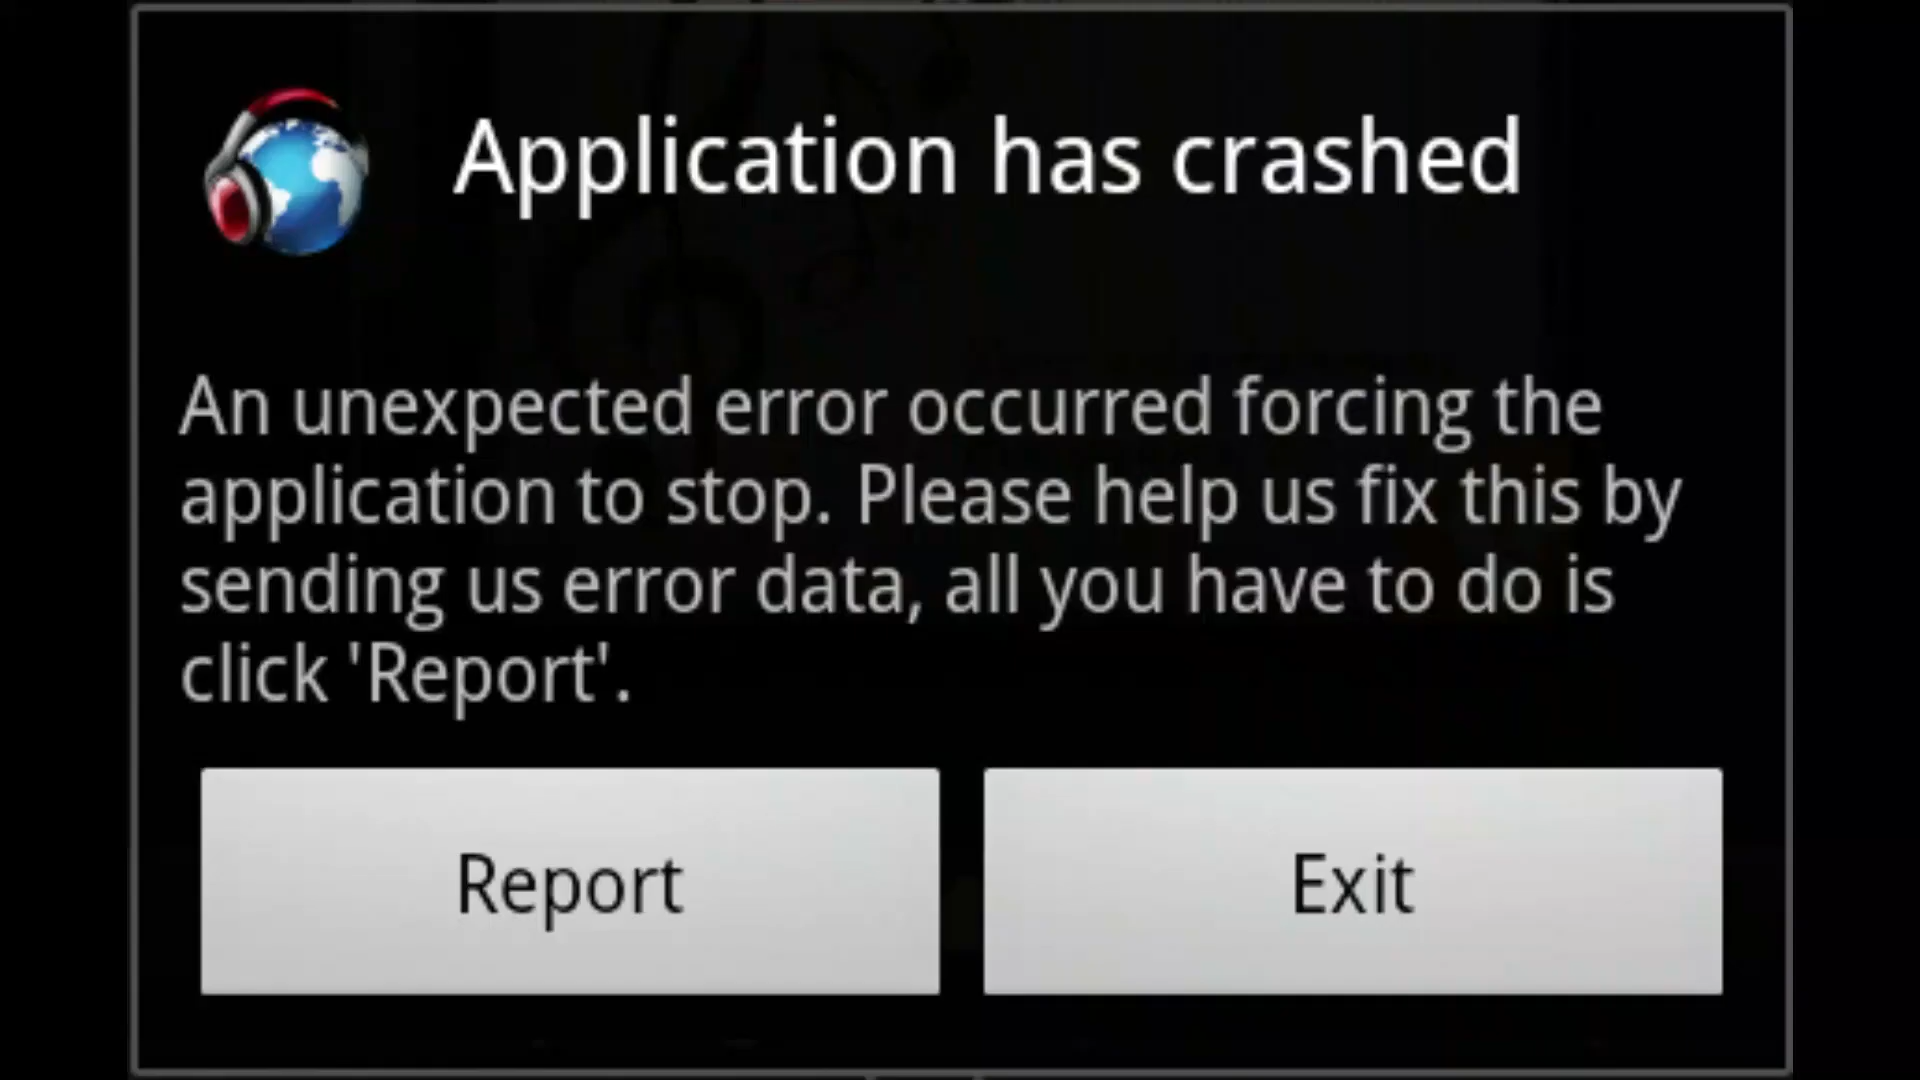 Application has crashed
An unexpected error occurred forcing the
application to stop. Please help us fix this by
sending us error data, all you have to do is
click 'Report'.
Report
Exit